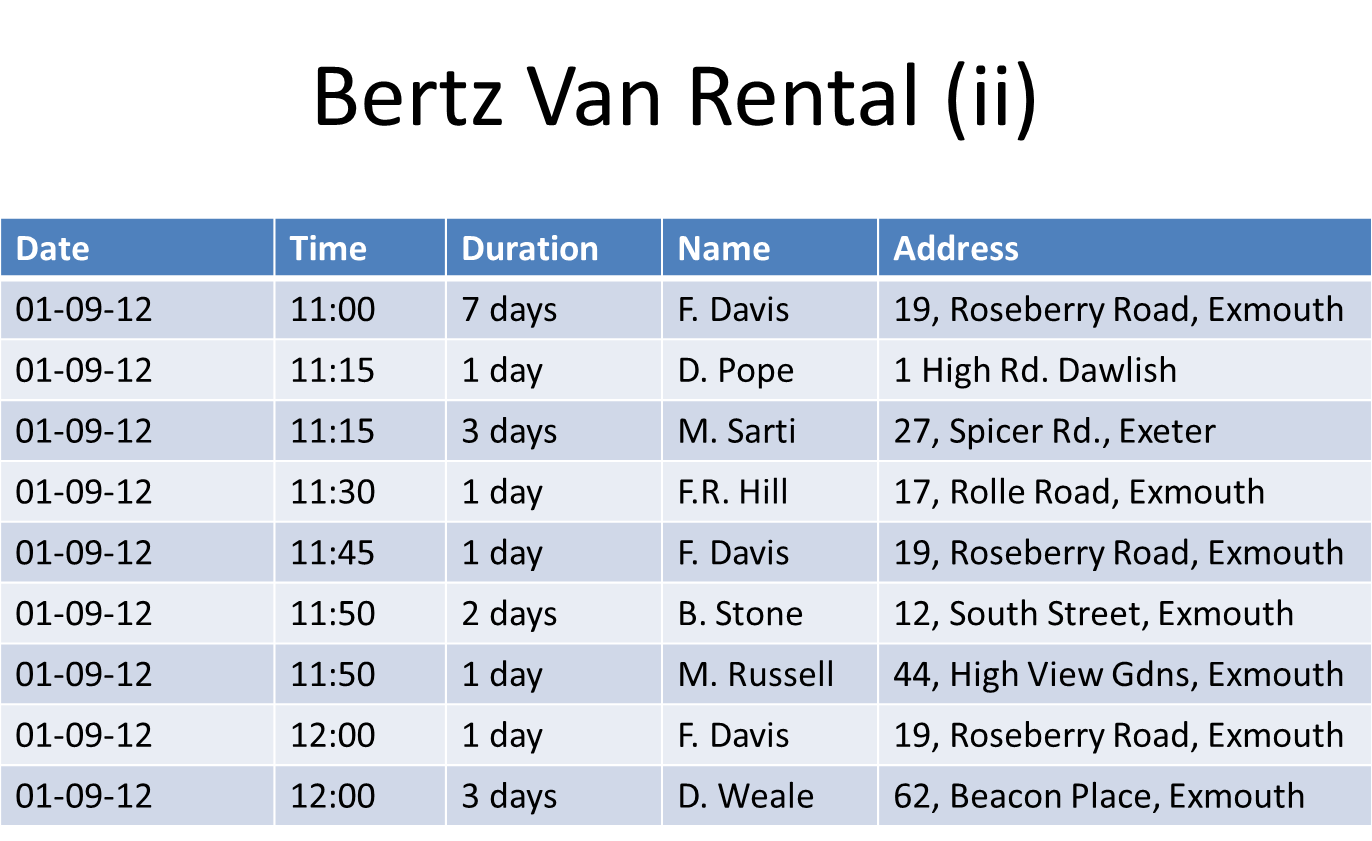 Bertz Van Rental (ii)
Date Time Duration Name Address
01-09-12 11:00 7 days F. Davis 19, Roseberry Road, Exmouth
01-09-12 11:15 1 day D. Pope 1 High Rd. Dawlish
01-09-12 11:15 3 days M. Sarti 27, Spicer Rd., Exeter
01-09-12 11:30 1 day F.R. Hill 17, Rolle Road, Exmouth
01-09-12 11:45 1 day F. Davis 19, Roseberry Road, Exmouth
01-09-12 11:50 2 days B. Stone 12, South Street, Exmouth
01-09-12 11:50 1 day M. Russell 44, High View Gdns, Exmouth
01-09-12 12:00 1 day F. Davis 19, Roseberry Road, Exmouth
01-09-12 12:00 3 days D. Weale 62, Beacon Place, Exmouth